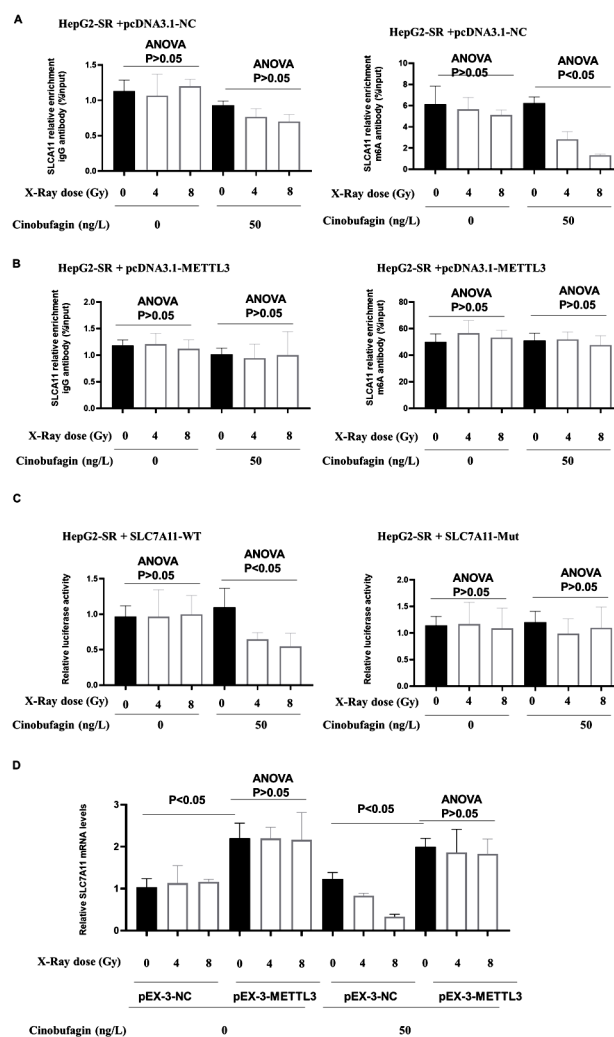 A
HepG2-SR +pcDNA3.1-NC
ANOVA
P>0.05
ANOVA
P>0.05
SLCA11 relative enrichment
igG antibody (%input)
1.5
1.0
0.5
0.0
X-Ray dose (Gy)
0 4 8 0 4 8
Cinobufagin (ng/L)
0 50
HepG2-SR +pcDNA3.1-NC
ANOVA
P>0.05
ANOVA
P<0.05
SLCA11 relative enrichment
m6A antibody (%input)
10
8
6
4
2
0
X-Ray dose (Gy)
0 4 8 0 4 8
Cinobufagin (ng/L)
0 50
B
HepG2-SR + pcDNA3.1-METTL3
ANOVA
P>0.05
ANOVA
P>0.05
SLCA11 relative enrichment
igG antibody (%input)
2.0
1.5
1.0
0.5
0.0
X-Ray dose (Gy)
0 4 8 0 4 8
Cinobufagin (ng/L)
0 50
HepG2-SR +pcDNA3.1-METTL3
ANOVA
P>0.05
ANOVA
P>0.05
SLCA11 relative enrichment
m6A antibody (%input)
80
60
40
20
0
X-Ray dose (Gy)
0 4 8 0 4 8
Cinobufagin (ng/L)
0 50
C
HepG2-SR + SLC7A11-WT
ANOVA
P>0.05
ANOVA
P<0.05
Relative luciferase activity
1.5
1.0
0.5
0.0
X-Ray dose (Gy)
0 4 8 0 4 8
Cinobufagin (ng/L)
0 50
HepG2-SR + SLC7A11-Mut
ANOVA
P>0.05
ANOVA
P>0.05
Relative luciferase activity
2.0
1.5
1.0
0.5
0.0
X-Ray dose (Gy)
0 4 8 0 4 8
Cinobufagin (ng/L)
0 50
D
P<0.05
ANOVA
P>0.05
P<0.05
ANOVA
P>0.05
Relative SLC7A11 mRNA levels
3
2
1
0
X-Ray dose (Gy)
0 4 8 0 4 8 0 4 8 0 4 8
pEX-3-NC pEX-3-METTL3 pEX-3-NC pEX-3-METTL3
Cinobufagin (ng/L)
0 50